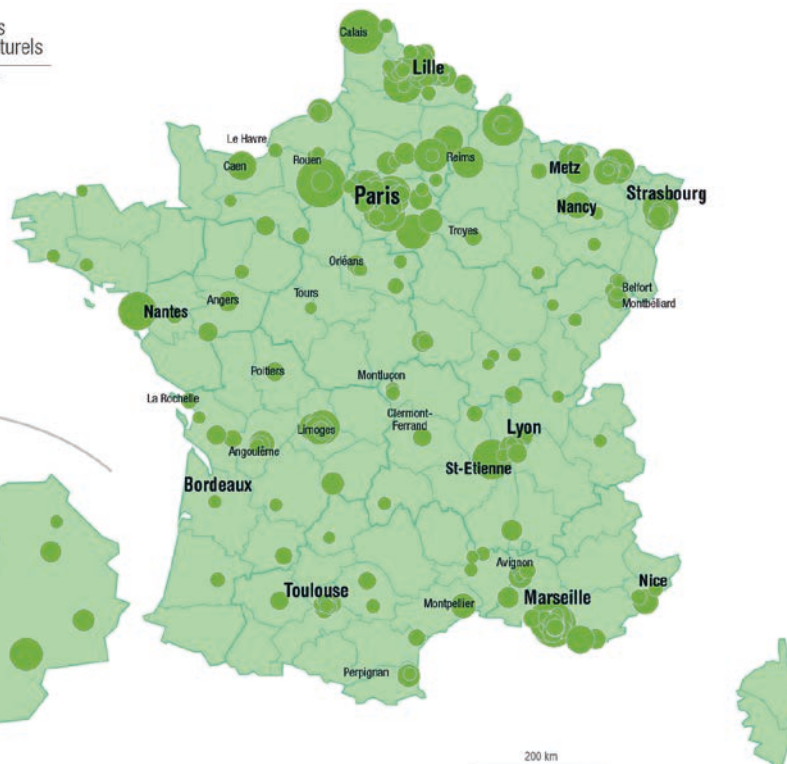 turels
Calais
Lille
Le Havre
Caen
Rouen
Reims
Metz
Paris
Nancy
Strasbourg
Troyes
Orléans
Belfort
Montbéliard
Nantes
Angers
Tours
Poitiers
Montluçon
La Rochelle
Clermont-
Ferrand
Limoges
Lyon
Angoulême
St-Etienne
Bordeaux
Avignon
Toulouse
Montpellier
Marseille
Nice
Perpignan
200 km